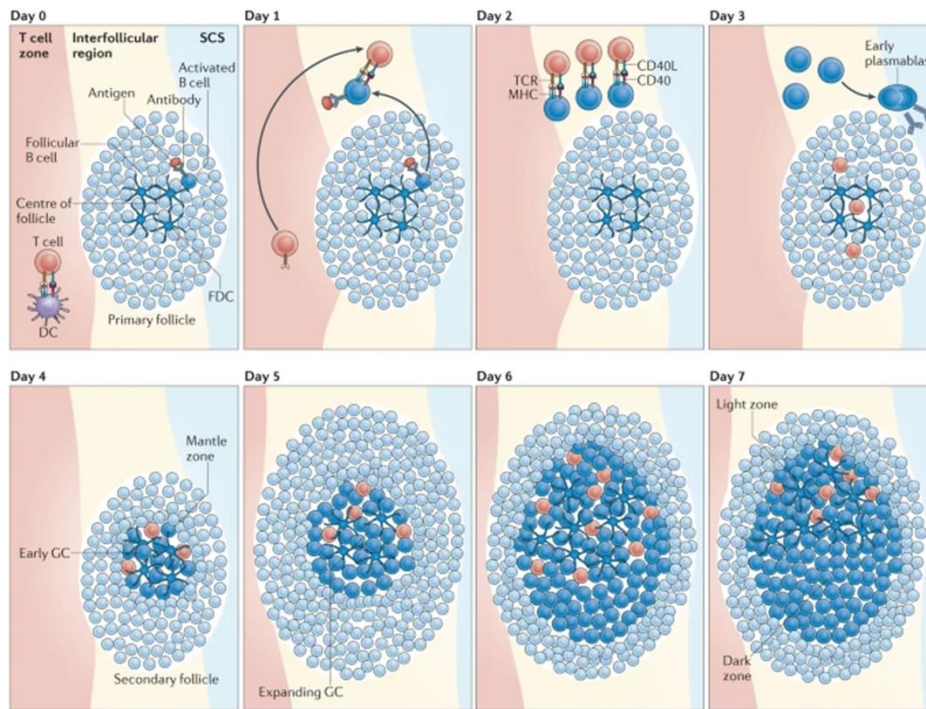 Day 0
T cell zone
Interfollicular region
SCS
Activated
B cell
Antigen
Antibody
Follicular
B cell
Centre of
follicle
T cell
DC
FDC
Primary follicle
Day 1
Day 2
TCR
MHC
CD40L
CD40
Day 3
Early
plasmablas
Day 4
Mantle
zone
Early GC
Secondary follicle
Day 5
Expanding GC
Day 6
Day 7
Light zone
Dark
zone